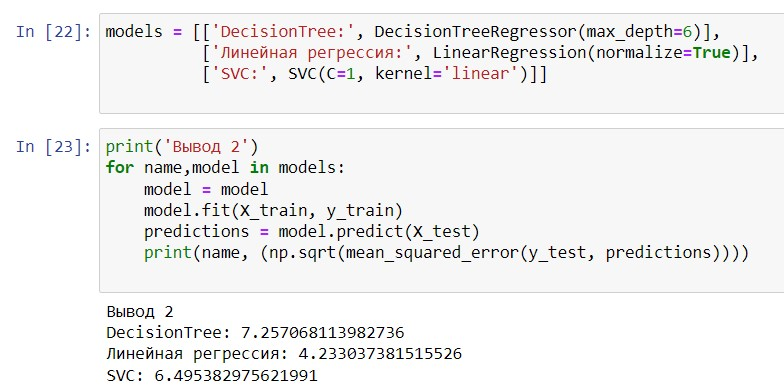 In [22]: models = [['DecisionTree:', DecisionTreeRegressor(max_depth=6)],
['Линейная регрессия:', LinearRegression(normalize=True)],
['SVC:', SVC(C=1, kernel='linear')]]
In [23]: print('Вывод 2')
for name,model in models:
model = model
model.fit(X_train, y_train)
predictions = model.predict(X_test)
print(name, (np.sqrt(mean_squared_error(y_test, predictions))))
Вывод 2
DecisionTree: 7.257068113982736
Линейная регрессия: 4.233037381515526
SVC: 6.495382975621991